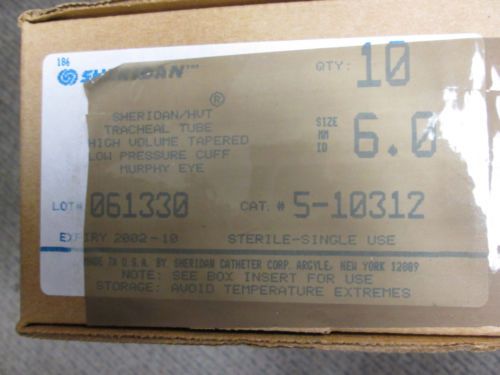 186
SHERIDAN™
QTY: 10
®
SHERIDAN/HVT
TRACHEAL TUBE
HIGH VOLUME TAPERED
LOW PRESSURE CUFF
MURPHY EYE
SIZE
MM
ID
6.0
LOT# 061330
CAT. # 5-10312
EXPIRY 2002-10 STERILE-SINGLE USE
MADE IN U.S.A. BY SHERIDAN CATHETER CORP. ARGYLE, NEW YORK 12809
NOTE: SEE BOX INSERT FOR USE
STORAGE: AVOID TEMPERATURE EXTREMES